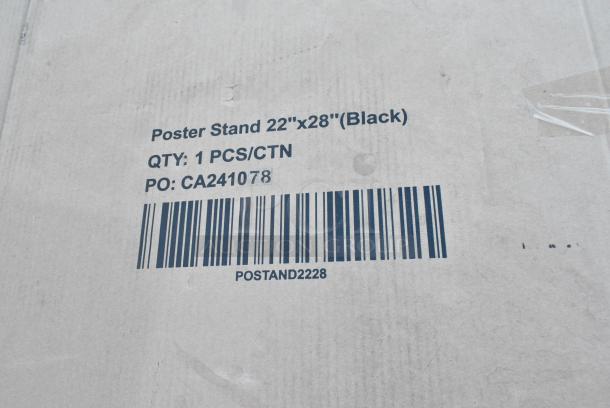 Poster Stand 22"x28"(Black)
QTY: 1 PCS/CTN
PO: CA241078
POSTAND2228